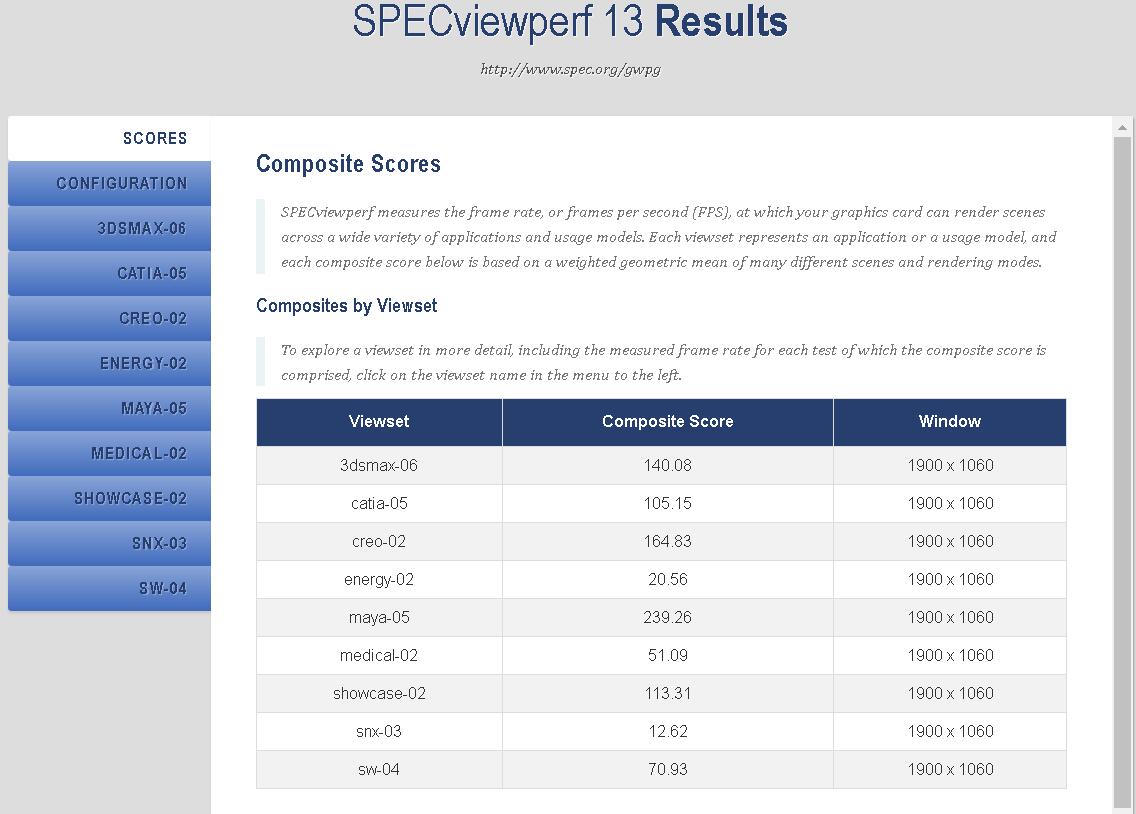 SPECviewperf 13 Results
http://www.spec.org/gwpg
SCORES
CONFIGURATION
3DSMAX-06
CATIA-05
CREO-02
ENERGY-02
MAYA-05
MEDICAL-02
SHOWCASE-02
SNX-03
SW-04
Composite Scores
SPECviewperf measures the frame rate, or frames per second (FPS), at which your graphics card can render scenes
across a wide variety of applications and usage models. Each viewset represents an application or a usage model, and
each composite score below is based on a weighted geometric mean of many different scenes and rendering modes.
Composites by Viewset
To explore a viewset in more detail, including the measured frame rate for each test of which the composite score is
comprised, click on the viewset name in the menu to the left.
Viewset Composite Score Window
3dsmax-06 140.08 1900 x 1060
catia-05 105.15 1900 x 1060
creo-02 164.83 1900 x 1060
energy-02 20.56 1900 x 1060
maya-05 239.26 1900 x 1060
medical-02 51.09 1900 x 1060
showcase-02 113.31 1900 x 1060
snx-03 12.62 1900 x 1060
sw-04 70.93 1900 x 1060